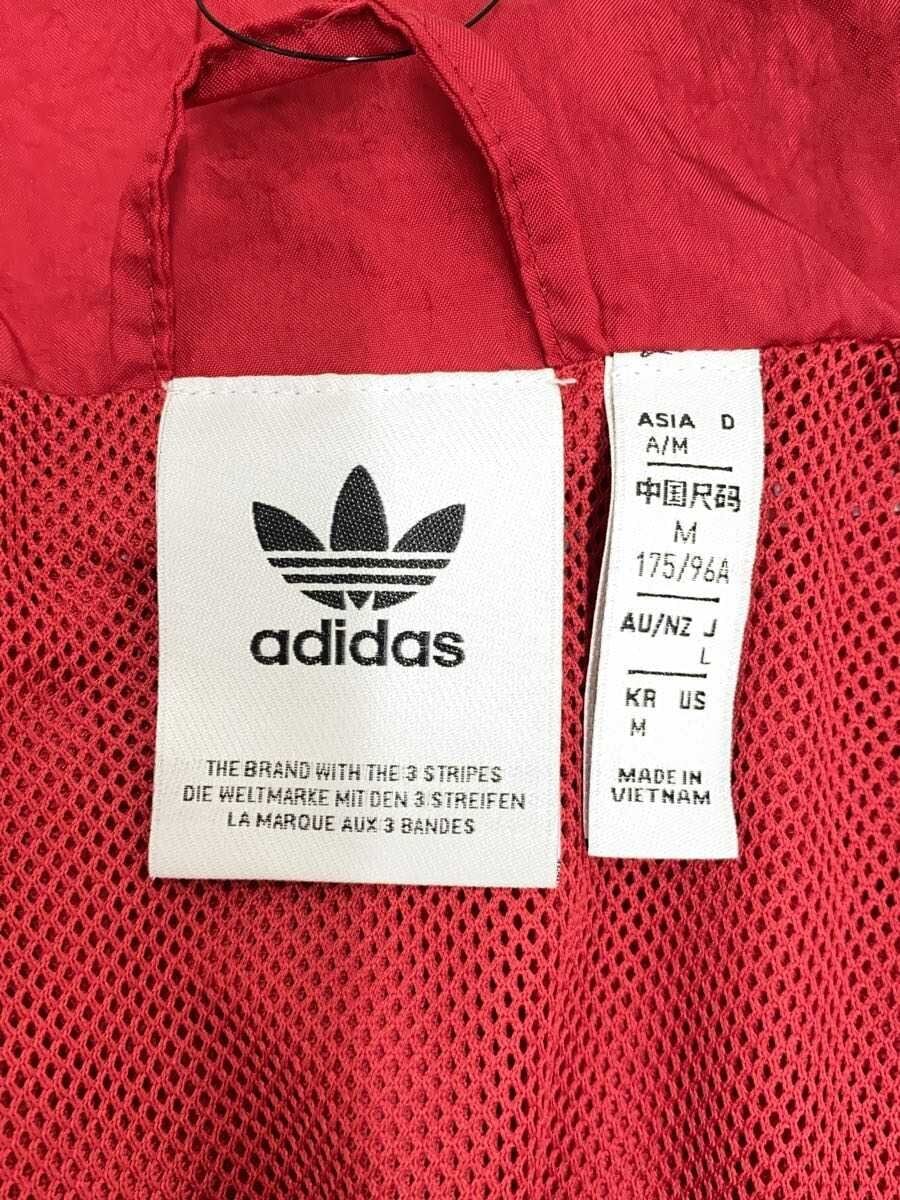 adidas
THE BRAND WITH THE 3 STRIPES
DIE WELTMARKE MIT DEN 3 STREIFEN
LA MARQUE AUX 3 BANDES
ASIA D
A/M
中国尺码
M
175/96A
AU/NZ J
L
KR US
M
MADE IN
VIETNAM